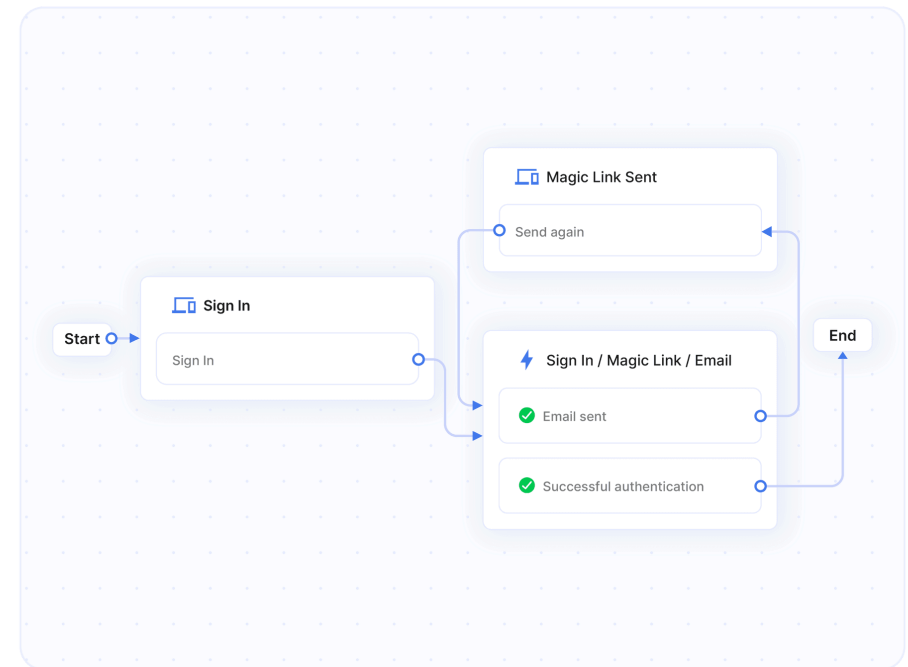 Start
Sign In
Sign In
Magic Link Sent
Send again
Sign In / Magic Link / Email
Email sent
Successful authentication
End